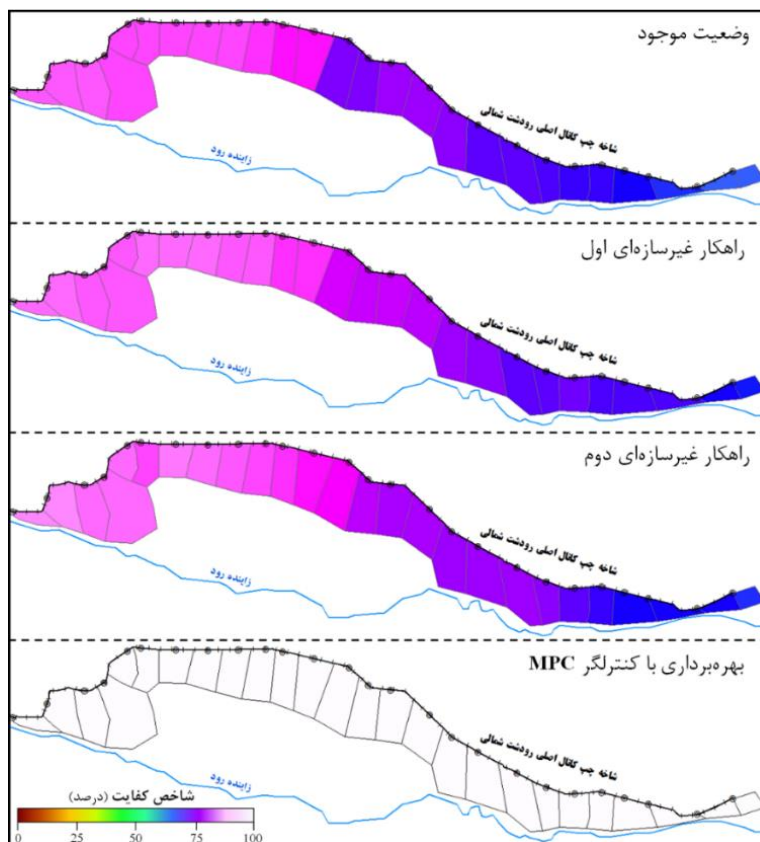 وضعیت موجود
شاخه چپ کانال اصلی رودشت شمالی
زاینده رود
راهکار غیرسازه‌ای اول
شاخه چپ کانال اصلی رودشت شمالی
زاینده رود
راهکار غیرسازه‌ای دوم
شاخه چپ کانال اصلی رودشت شمالی
زاینده رود
بهره‌برداری با کنترلگر MPC
شاخه چپ کانال اصلی رودشت شمالی
زاینده رود
شاخص کفایت (درصد)
0 25 50 75 100